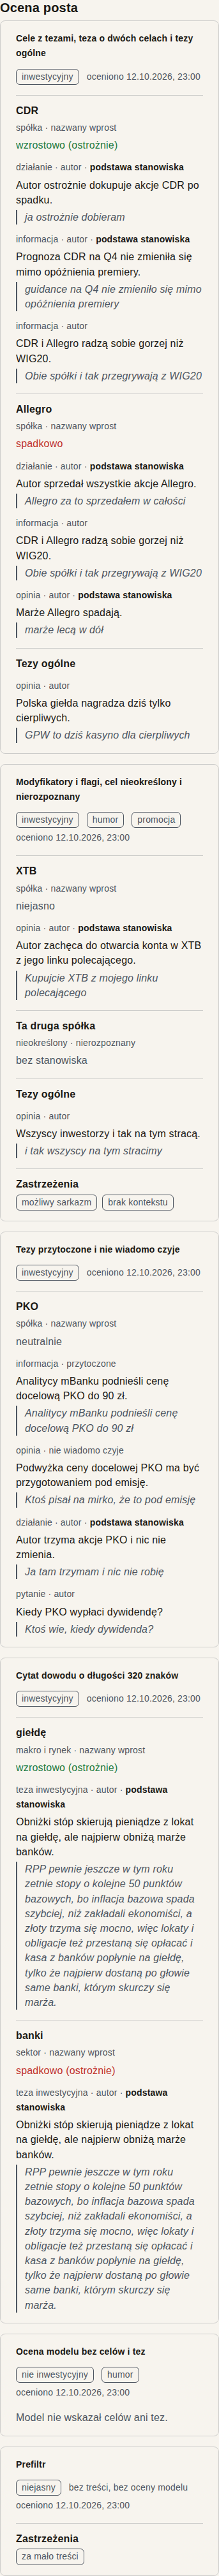 Ocena posta
Cele z tezami, teza o dwóch celach i tezy
ogólne
inwestycyjny oceniono 12.10.2026, 23:00
CDR
spółka · nazwany wprost
wzrostowo (ostrożnie)
działanie · autor · podstawa stanowiska
Autor ostrożnie dokupuje akcje CDR po
spadku.
ja ostrożnie dobieram
informacja · autor · podstawa stanowiska
Prognoza CDR na Q4 nie zmieniła się
mimo opóźnienia premiery.
guidance na Q4 nie zmieniło się mimo
opóźnienia premiery
informacja · autor
CDR i Allegro radzą sobie gorzej niż
WIG20.
Obie spółki i tak przegrywają z WIG20
Allegro
spółka · nazwany wprost
spadkowo
działanie · autor · podstawa stanowiska
Autor sprzedał wszystkie akcje Allegro.
Allegro za to sprzedałem w całości
informacja · autor
CDR i Allegro radzą sobie gorzej niż
WIG20.
Obie spółki i tak przegrywają z WIG20
opinia · autor · podstawa stanowiska
Marże Allegro spadają.
marże lecą w dół
Tezy ogólne
opinia · autor
Polska giełda nagradza dziś tylko
cierpliwych.
GPW to dziś kasyno dla cierpliwych
Modyfikatory i flagi, cel nieokreślony i
nierozpoznany
inwestycyjny humor promocja
oceniono 12.10.2026, 23:00
XTB
spółka · nazwany wprost
niejasno
opinia · autor · podstawa stanowiska
Autor zachęca do otwarcia konta w XTB
z jego linku polecającego.
Kupujcie XTB z mojego linku
polecającego
Ta druga spółka
nieokreślony · nierozpoznany
bez stanowiska
Tezy ogólne
opinia · autor
Wszyscy inwestorzy i tak na tym stracą.
i tak wszyscy na tym stracimy
Zastrzeżenia
możliwy sarkazm brak kontekstu
Tezy przytoczone i nie wiadomo czyje
inwestycyjny oceniono 12.10.2026, 23:00
PKO
spółka · nazwany wprost
neutralnie
informacja · przytoczone
Analitycy mBanku podnieśli cenę
docelową PKO do 90 zł.
Analitycy mBanku podnieśli cenę
docelową PKO do 90 zł
opinia · nie wiadomo czyje
Podwyżka ceny docelowej PKO ma być
przygotowaniem pod emisję.
Ktoś pisał na mirko, że to pod emisję
działanie · autor · podstawa stanowiska
Autor trzyma akcje PKO i nic nie
zmienia.
Ja tam trzymam i nic nie robię
pytanie · autor
Kiedy PKO wypłaci dywidendę?
Ktoś wie, kiedy dywidenda?
Cytat dowodu o długości 320 znaków
inwestycyjny oceniono 12.10.2026, 23:00
giełdę
makro i rynek · nazwany wprost
wzrostowo (ostrożnie)
teza inwestycyjna · autor · podstawa
stanowiska
Obniżki stóp skierują pieniądze z lokat
na giełdę, ale najpierw obniżą marże
banków.
RPP pewnie jeszcze w tym roku
zetnie stopy o kolejne 50 punktów
bazowych, bo inflacja bazowa spada
szybciej, niż zakładali ekonomiści, a
złoty trzyma się mocno, więc lokaty i
obligacje też przestaną się opłacać i
kasa z banków popłynie na giełdę,
tylko że najpierw dostaną po głowie
same banki, którym skurczy się
marża.
banki
sektor · nazwany wprost
spadkowo (ostrożnie)
teza inwestycyjna · autor · podstawa
stanowiska
Obniżki stóp skierują pieniądze z lokat
na giełdę, ale najpierw obniżą marże
banków.
RPP pewnie jeszcze w tym roku
zetnie stopy o kolejne 50 punktów
bazowych, bo inflacja bazowa spada
szybciej, niż zakładali ekonomiści, a
złoty trzyma się mocno, więc lokaty i
obligacje też przestaną się opłacać i
kasa z banków popłynie na giełdę,
tylko że najpierw dostaną po głowie
same banki, którym skurczy się
marża.
Ocena modelu bez celów i tez
nie inwestycyjny humor
oceniono 12.10.2026, 23:00
Model nie wskazał celów ani tez.
Prefiltr
niejasny bez treści, bez oceny modelu
oceniono 12.10.2026, 23:00
Zastrzeżenia
za mało treści